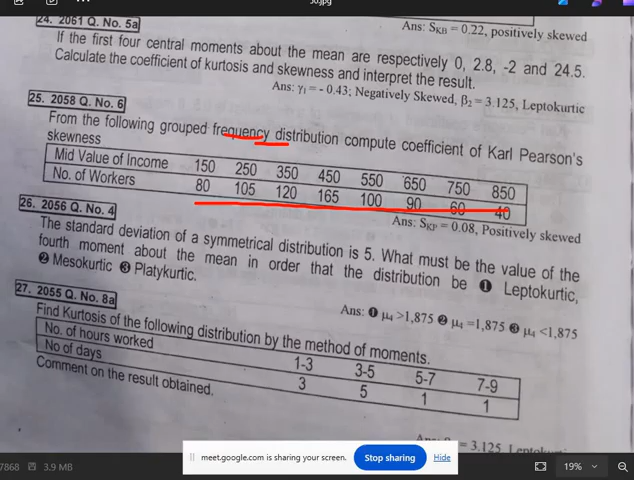 50.jpg
24. 2061 Q. No. 5a
Ans: SKB = 0.22, positively skewed
If the first four central moments about the mean are respectively 0, 2.8, -2 and 24.5.
Calculate the coefficient of kurtosis and skewness and interpret the result.
Ans: γ₁ = - 0.43; Negatively Skewed, β₂ = 3.125, Leptokurtic
25. 2058 Q. No. 6
From the following grouped frequency distribution compute coefficient of Karl Pearson's
skewness
Mid Value of Income 150 250 350 450 550 650 750 850
No. of Workers 80 105 120 165 100 90 60 40
Ans: SKP = 0.08, Positively skewed
26. 2056 Q. No. 4
The standard deviation of a symmetrical distribution is 5. What must be the value of the
fourth moment about the mean in order that the distribution be ❶ Leptokurtic,
❷ Mesokurtic ❸ Platykurtic.
Ans: ❶ μ₄ >1,875 ❷ μ₄ =1,875 ❸ μ₄ <1,875
27. 2055 Q. No. 8a
Find Kurtosis of the following distribution by the method of moments.
No. of hours worked 1-3 3-5 5-7 7-9
No of days 3 5 1 1
Comment on the result obtained.
= 3.125
meet.google.com is sharing your screen. Stop sharing Hide
7868 3.9 MB 19%